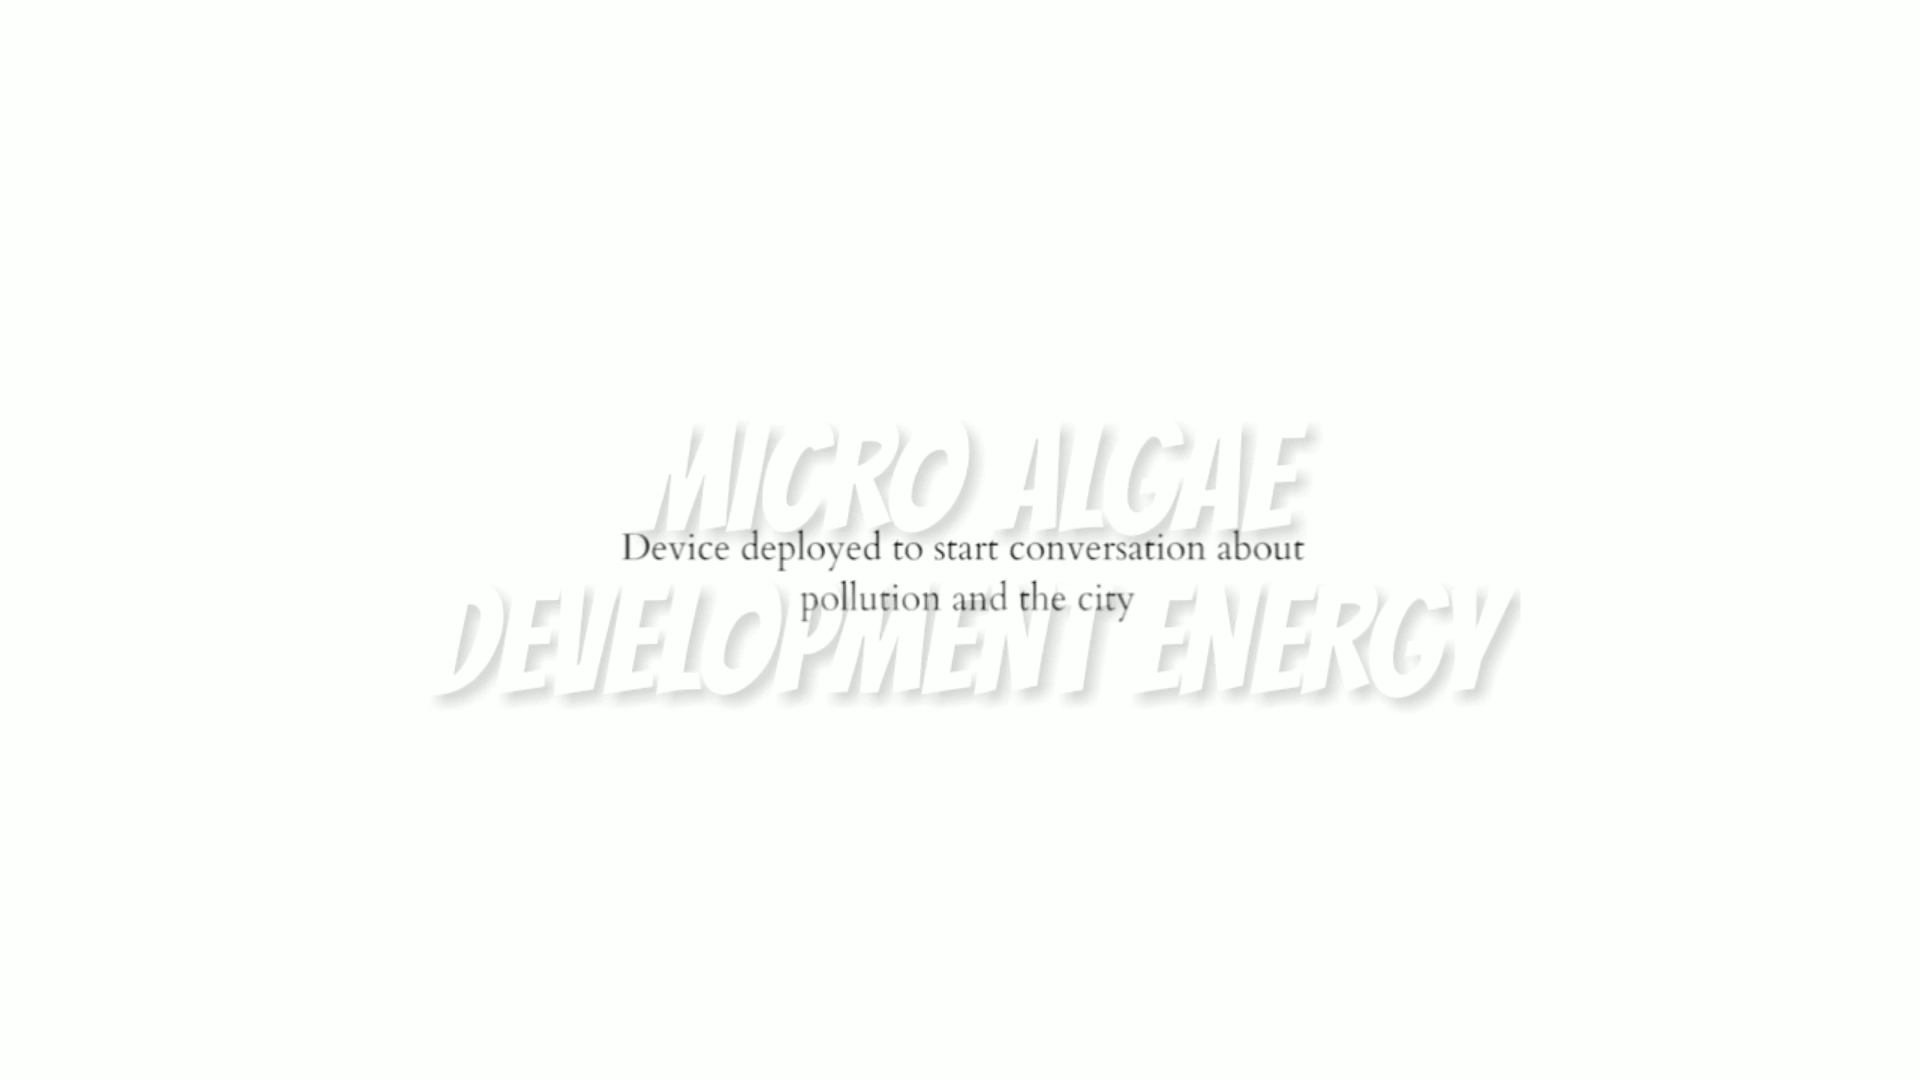 MICRO ALGAE
Device deployed to start conversation about
pollution and the city
DEVELOPMENT ENERGY